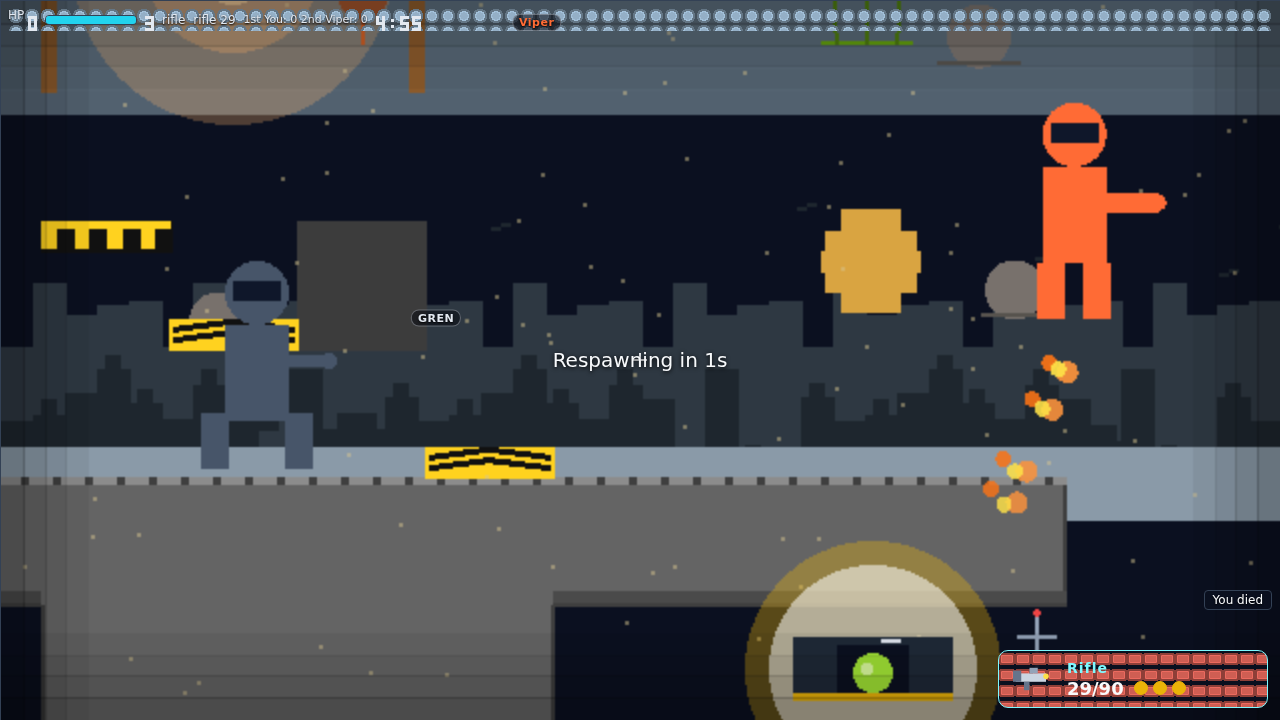 HP 0 3 rifle rifle 29 1st You 0 2nd Viper: 0 4:55 Viper
GREN
Respawning in 1s
You died
Rifle
29/90